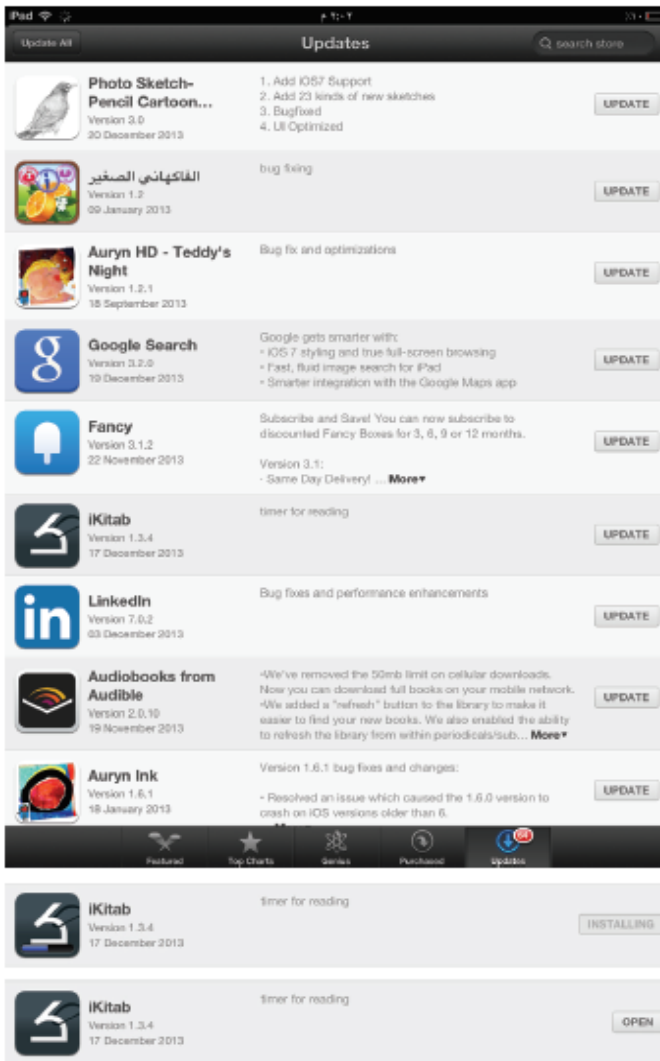 iPad
Update All
Updates
search store
Photo Sketch-
Pencil Cartoon...
Version 3.0
20 December 2013
1. Add iOS7 Support
2. Add 23 kinds of new sketches
3. Bugfixed
4. UI Optimized
UPDATE
الفاكهاني الصغير
Version 1.2
09 January 2013
bug fixing
UPDATE
Auryn HD - Teddy's
Night
Version 1.2.1
18 September 2013
Bug fix and optimizations
UPDATE
Google Search
Version 3.2.0
19 December 2013
Google gets smarter with:
- iOS 7 styling and true full-screen browsing
- Fast, fluid image search for iPad
- Smarter integration with the Google Maps app
UPDATE
Fancy
Version 3.1.2
22 November 2013
Subscribe and Save! You can now subscribe to
discounted Fancy Boxes for 3, 6, 9 or 12 months.
Version 3.1:
- Same Day Delivery! ... More▾
UPDATE
iKitab
Version 1.3.4
17 December 2013
timer for reading
UPDATE
in
LinkedIn
Version 7.0.2
03 December 2013
Bug fixes and performance enhancements
UPDATE
Audiobooks from
Audible
Version 2.0.10
19 November 2013
•We've removed the 50mb limit on cellular downloads.
Now you can download full books on your mobile network.
•We added a "refresh" button to the library to make it
easier to find your new books. We also enabled the ability
to refresh the library from within periodicals/sub... More▾
UPDATE
Auryn Ink
Version 1.6.1
18 January 2013
Version 1.6.1 bug fixes and changes:
- Resolved an issue which caused the 1.6.0 version to
crash on iOS versions older than 6.
UPDATE
Featured
Top Charts
Genius
Purchased
64
Updates
iKitab
Version 1.3.4
17 December 2013
timer for reading
INSTALLING
iKitab
Version 1.3.4
17 December 2013
timer for reading
OPEN